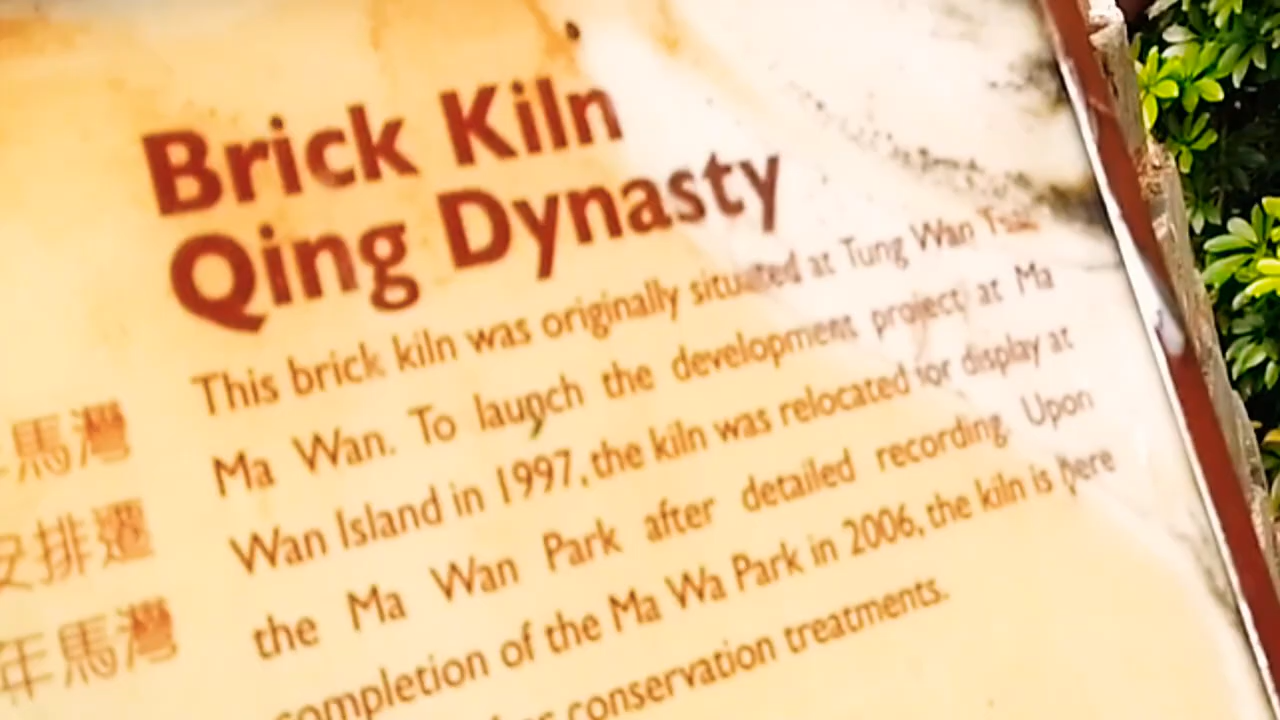 Brick Kiln
Qing Dynasty
This brick kiln was originally situated at Tung Wan Tsai
Ma Wan. To launch the development project at Ma
Wan Island in 1997, the kiln was relocated for display at
the Ma Wan Park after detailed recording. Upon
completion of the Ma Wa Park in 2006, the kiln is here
conservation treatments.
馬灣
安排遷
年馬灣